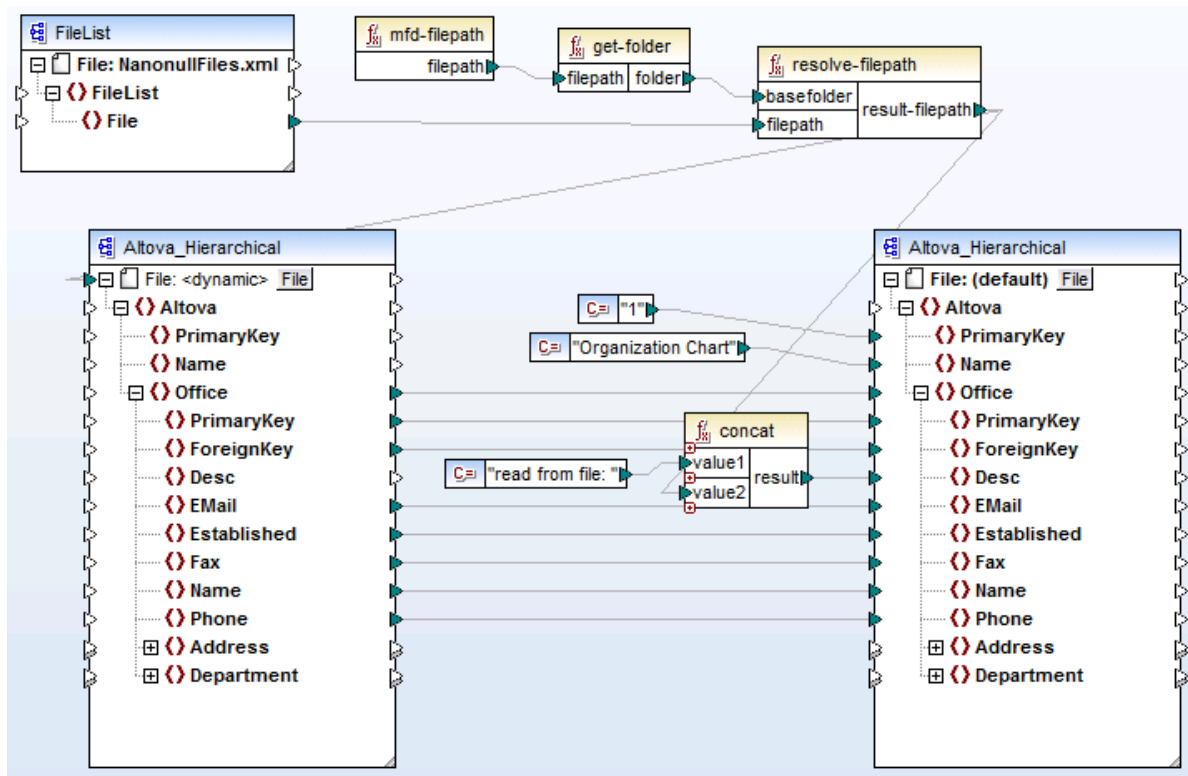 FileList
File: NanonullFiles.xml
FileList
File
mfd-filepath
filepath
get-folder
filepath folder
resolve-filepath
basefolder
filepath
result-filepath
Altova_Hierarchical
File: <dynamic> File
Altova
PrimaryKey
Name
Office
PrimaryKey
ForeignKey
Desc
EMail
Established
Fax
Name
Phone
Address
Department
C= "1"
C= "Organization Chart"
C= "read from file: "
concat
value1
value2
result
Altova_Hierarchical
File: (default) File
Altova
PrimaryKey
Name
Office
PrimaryKey
ForeignKey
Desc
EMail
Established
Fax
Name
Phone
Address
Department